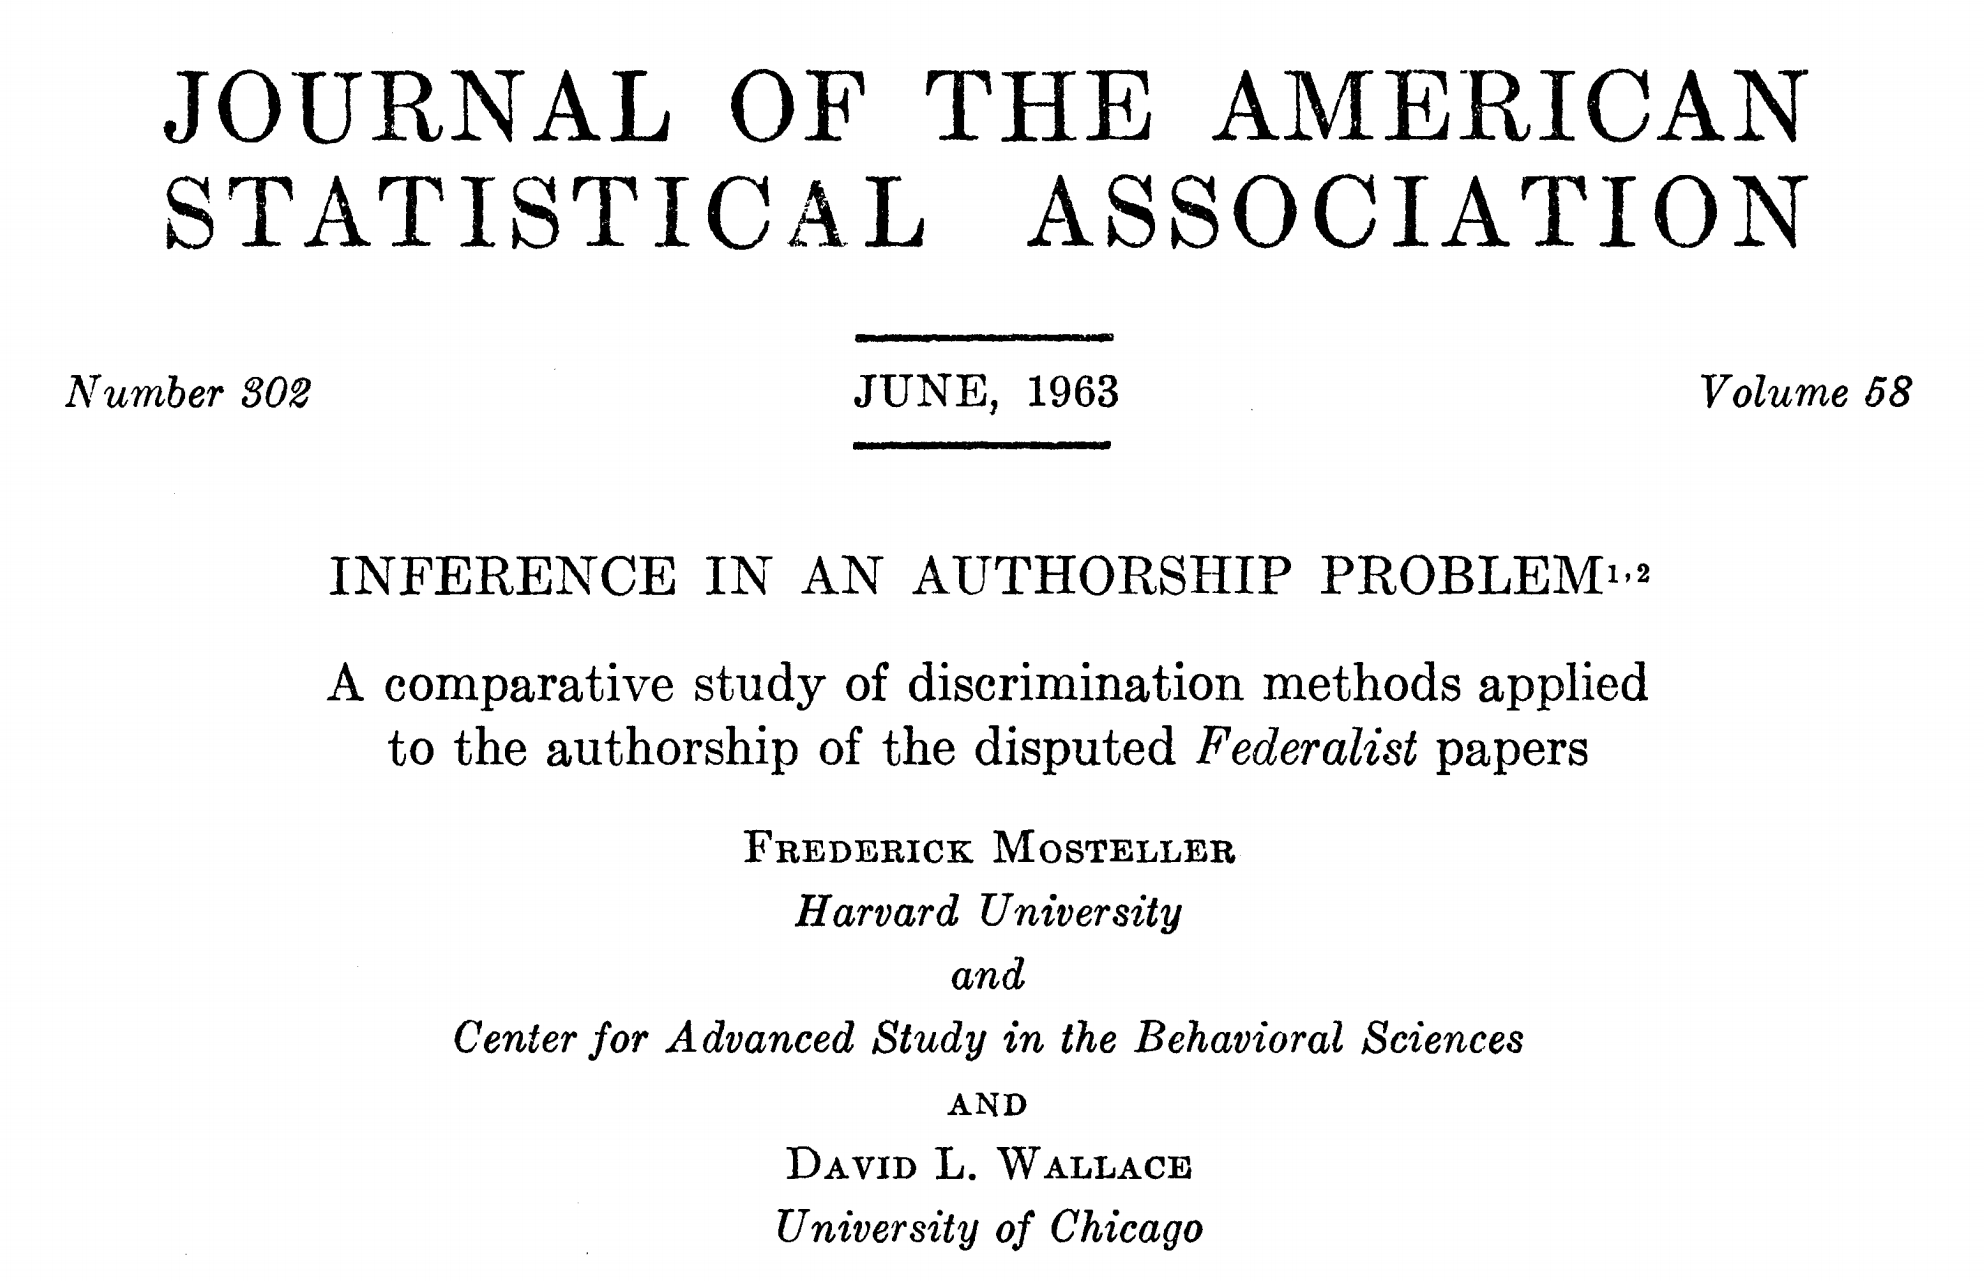 JOURNAL OF THE AMERICAN
STATISTICAL ASSOCIATION
Number 302 JUNE, 1963 Volume 58
INFERENCE IN AN AUTHORSHIP PROBLEM¹,²
A comparative study of discrimination methods applied
to the authorship of the disputed Federalist papers
FREDERICK MOSTELLER
Harvard University
and
Center for Advanced Study in the Behavioral Sciences
AND
DAVID L. WALLACE
University of Chicago